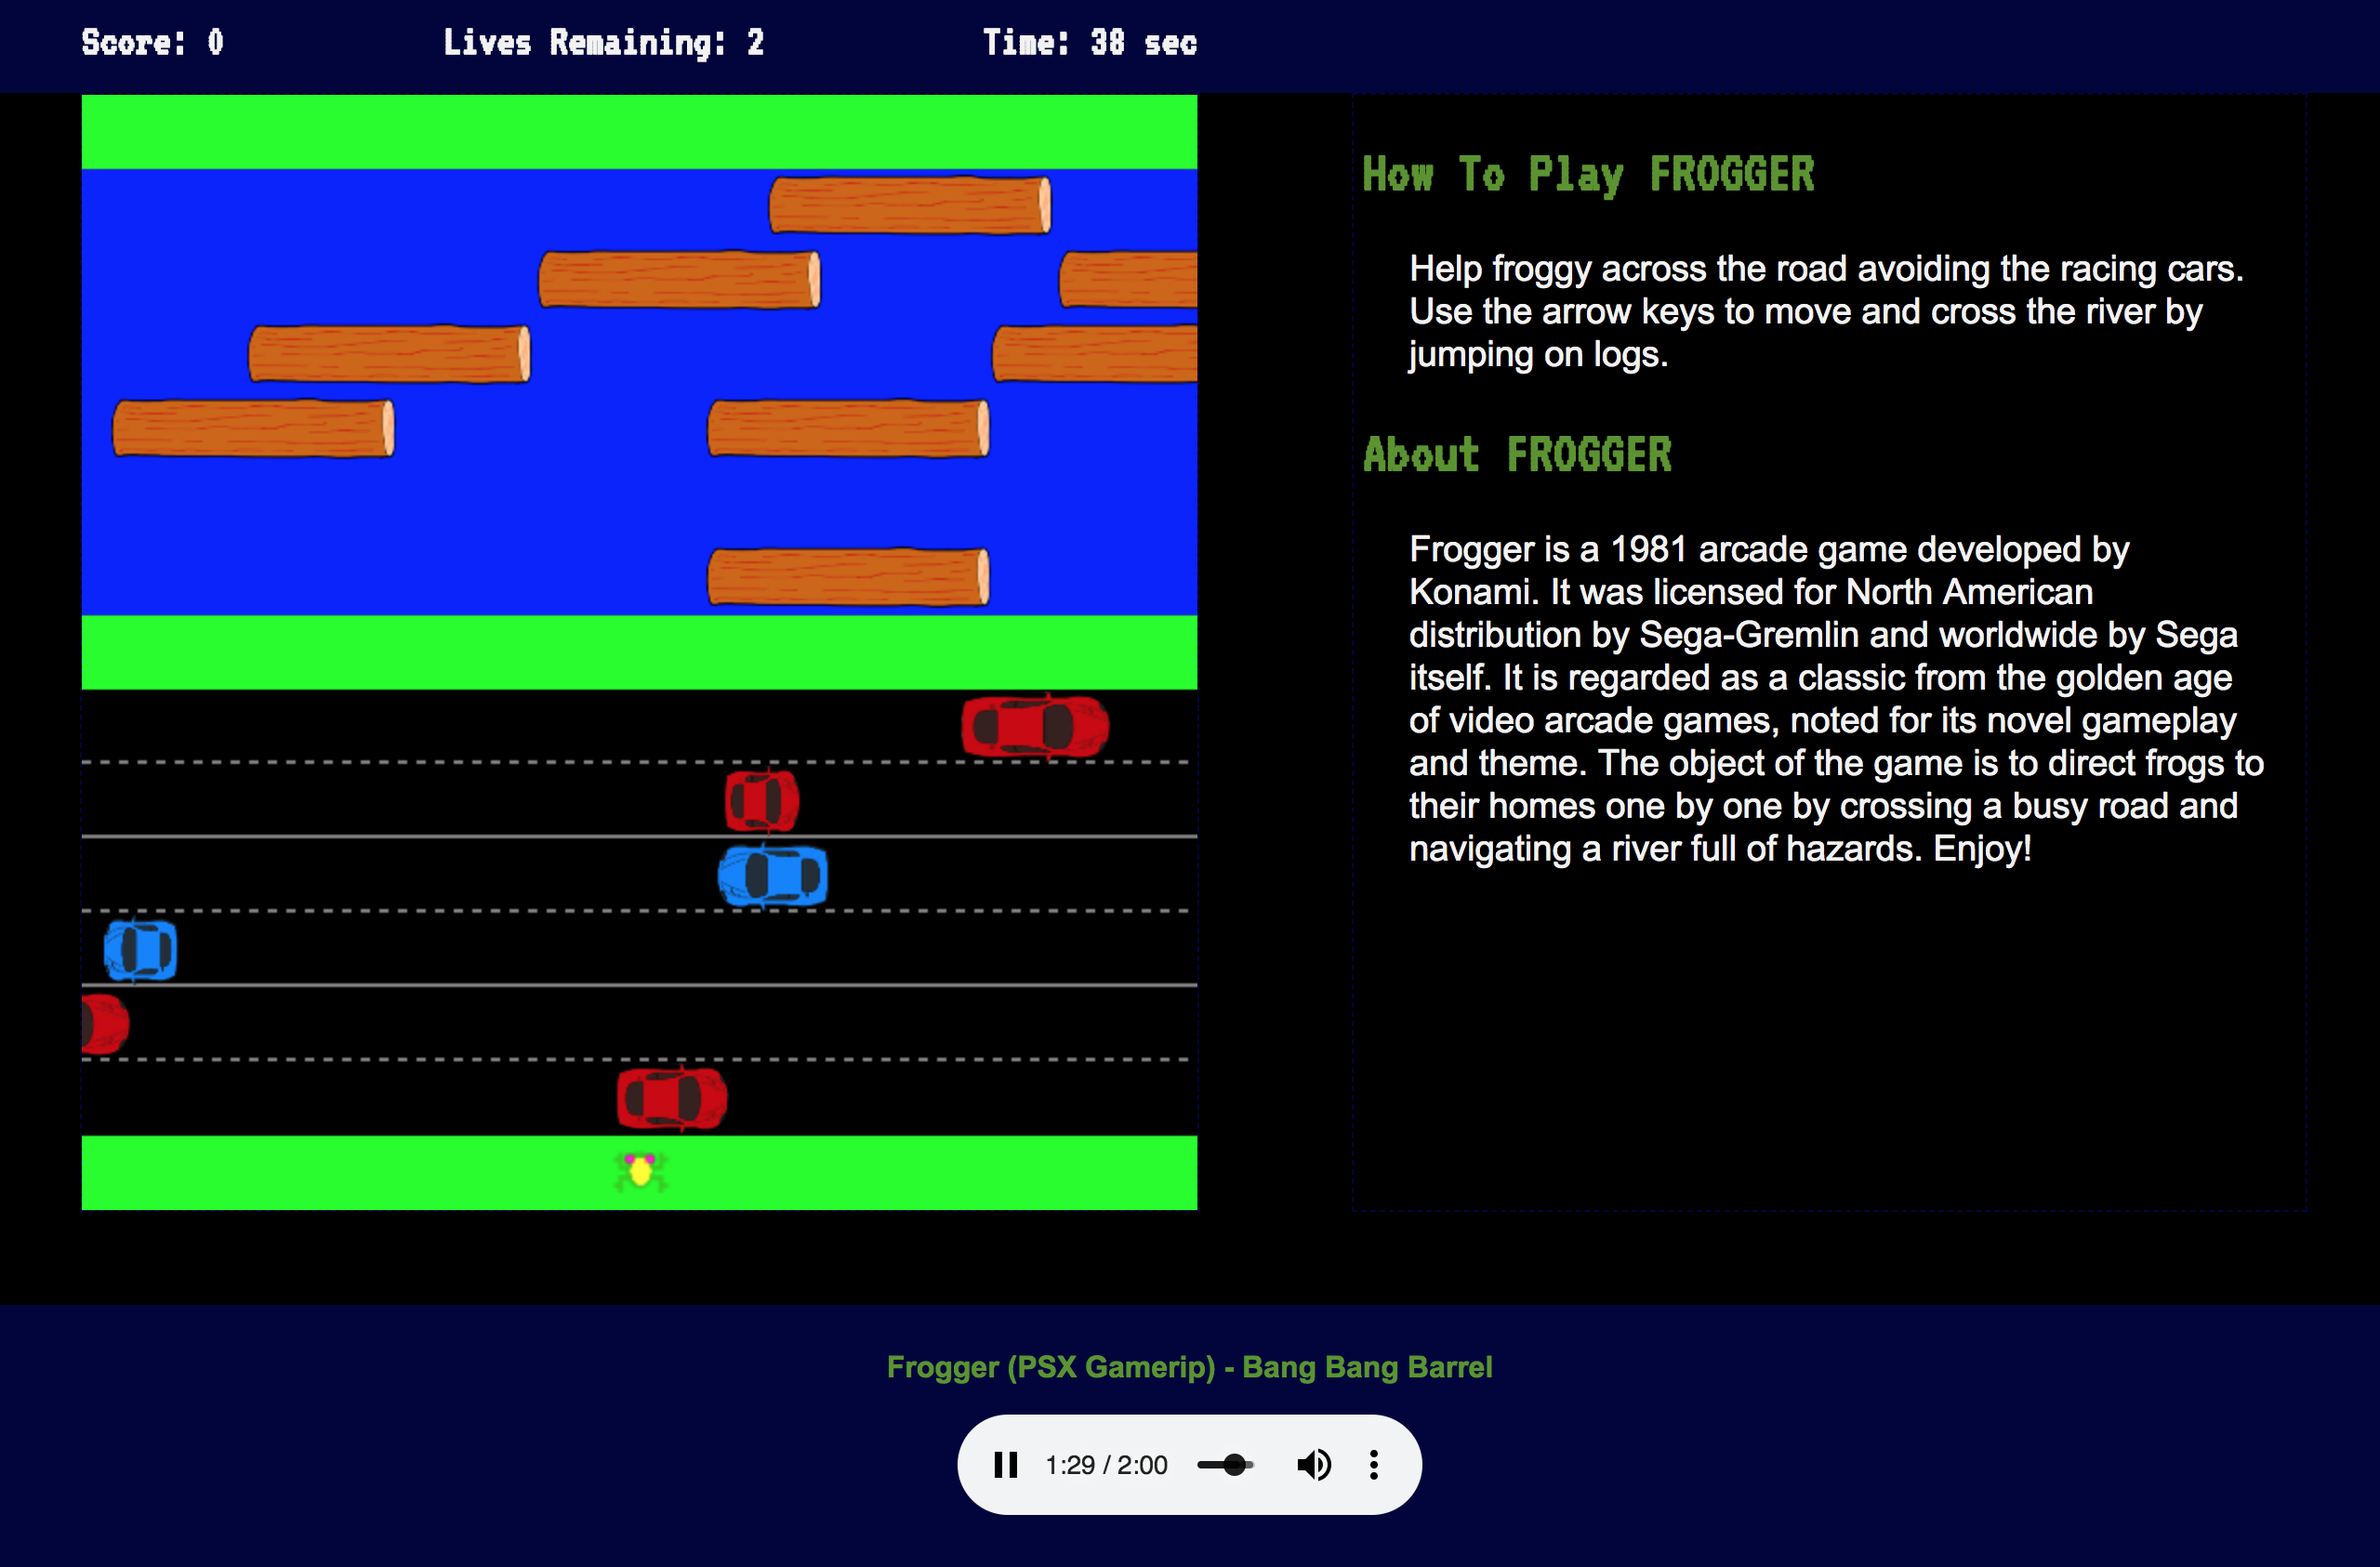 Score: 0 Lives Remaining: 2 Time: 38 sec
How To Play FROGGER
Help froggy across the road avoiding the racing cars.
Use the arrow keys to move and cross the river by
jumping on logs.
About FROGGER
Frogger is a 1981 arcade game developed by
Konami. It was licensed for North American
distribution by Sega-Gremlin and worldwide by Sega
itself. It is regarded as a classic from the golden age
of video arcade games, noted for its novel gameplay
and theme. The object of the game is to direct frogs to
their homes one by one by crossing a busy road and
navigating a river full of hazards. Enjoy!
Frogger (PSX Gamerip) - Bang Bang Barrel
1:29 / 2:00